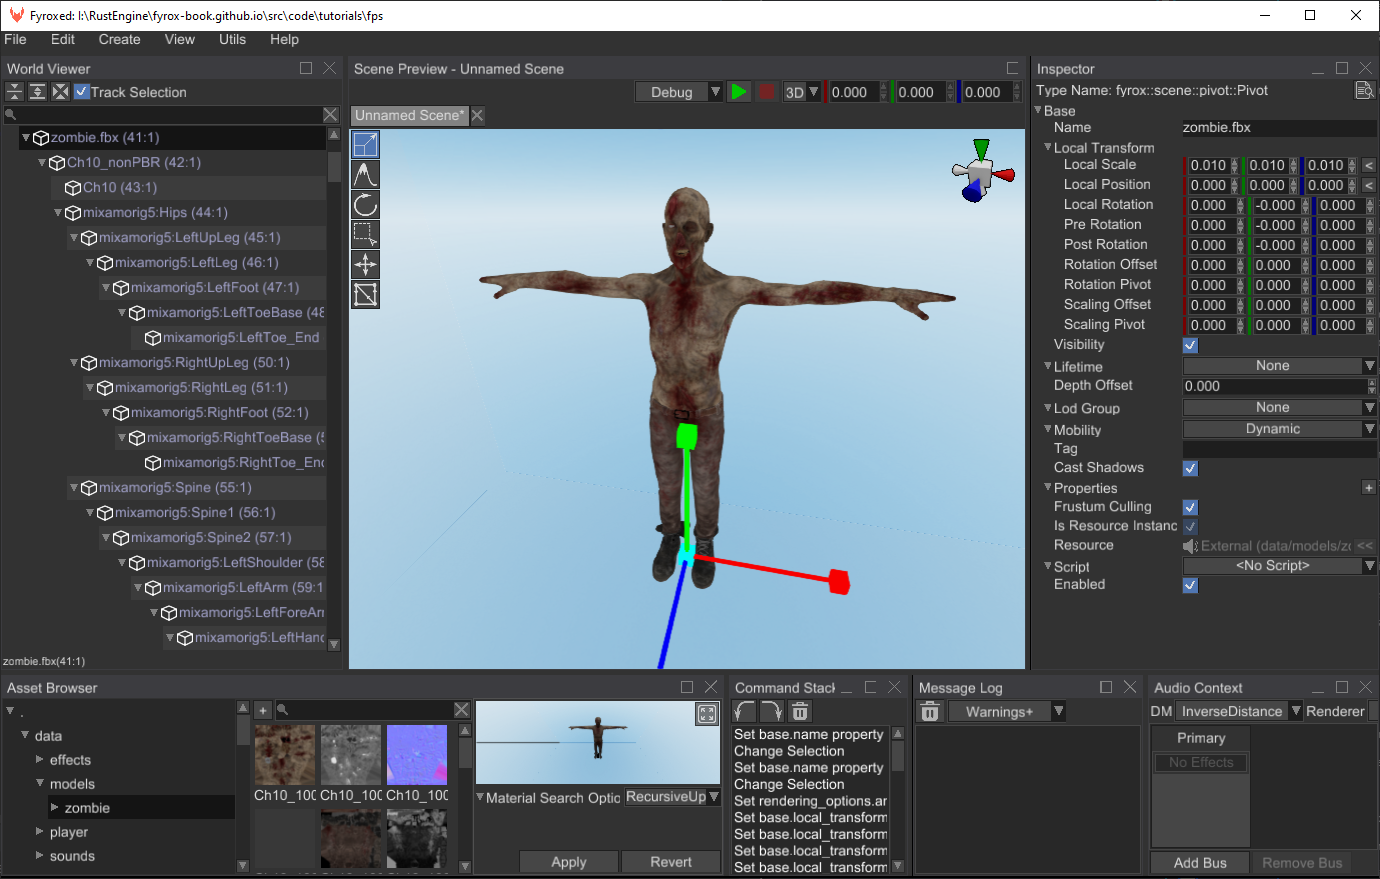 Fyroxed: I:\RustEngine\fyrox-book.github.io\src\code\tutorials\fps
File Edit Create View Utils Help
World Viewer
Track Selection
zombie.fbx (41:1)
Ch10_nonPBR (42:1)
Ch10 (43:1)
mixamorig5:Hips (44:1)
mixamorig5:LeftUpLeg (45:1)
mixamorig5:LeftLeg (46:1)
mixamorig5:LeftFoot (47:1)
mixamorig5:LeftToeBase (48
mixamorig5:LeftToe_End
mixamorig5:RightUpLeg (50:1)
mixamorig5:RightLeg (51:1)
mixamorig5:RightFoot (52:1)
mixamorig5:RightToeBase (5
mixamorig5:RightToe_End
mixamorig5:Spine (55:1)
mixamorig5:Spine1 (56:1)
mixamorig5:Spine2 (57:1)
mixamorig5:LeftShoulder (58
mixamorig5:LeftArm (59:1
mixamorig5:LeftForeArm
mixamorig5:LeftHand
zombie.fbx(41:1)
Scene Preview - Unnamed Scene
Debug 3D 0.000 0.000 0.000
Unnamed Scene*
Inspector
Type Name: fyrox::scene::pivot::Pivot
Base
Name zombie.fbx
Local Transform
Local Scale 0.010 0.010 0.010 <
Local Position 0.000 0.000 0.000 <
Local Rotation 0.000 -0.000 0.000
Pre Rotation 0.000 -0.000 0.000
Post Rotation 0.000 -0.000 0.000
Rotation Offset 0.000 0.000 0.000
Rotation Pivot 0.000 0.000 0.000
Scaling Offset 0.000 0.000 0.000
Scaling Pivot 0.000 0.000 0.000
Visibility
Lifetime None
Depth Offset 0.000
Lod Group None
Mobility Dynamic
Tag
Cast Shadows
Properties +
Frustum Culling
Is Resource Instanc
Resource External (data/models/zo <<
Script <No Script>
Enabled
Asset Browser
.
data
effects
models
zombie
player
sounds
+
Ch10_100 Ch10_100 Ch10_100
Material Search Optio RecursiveUp
Apply Revert
Command Stack
Set base.name property
Change Selection
Set base.name property
Change Selection
Set rendering_options.an
Set base.local_transform
Set base.local_transform
Set base.local_transform
Set base.local_transform
Message Log
Warnings+
Audio Context
DM InverseDistance Renderer
Primary
No Effects
Add Bus Remove Bus